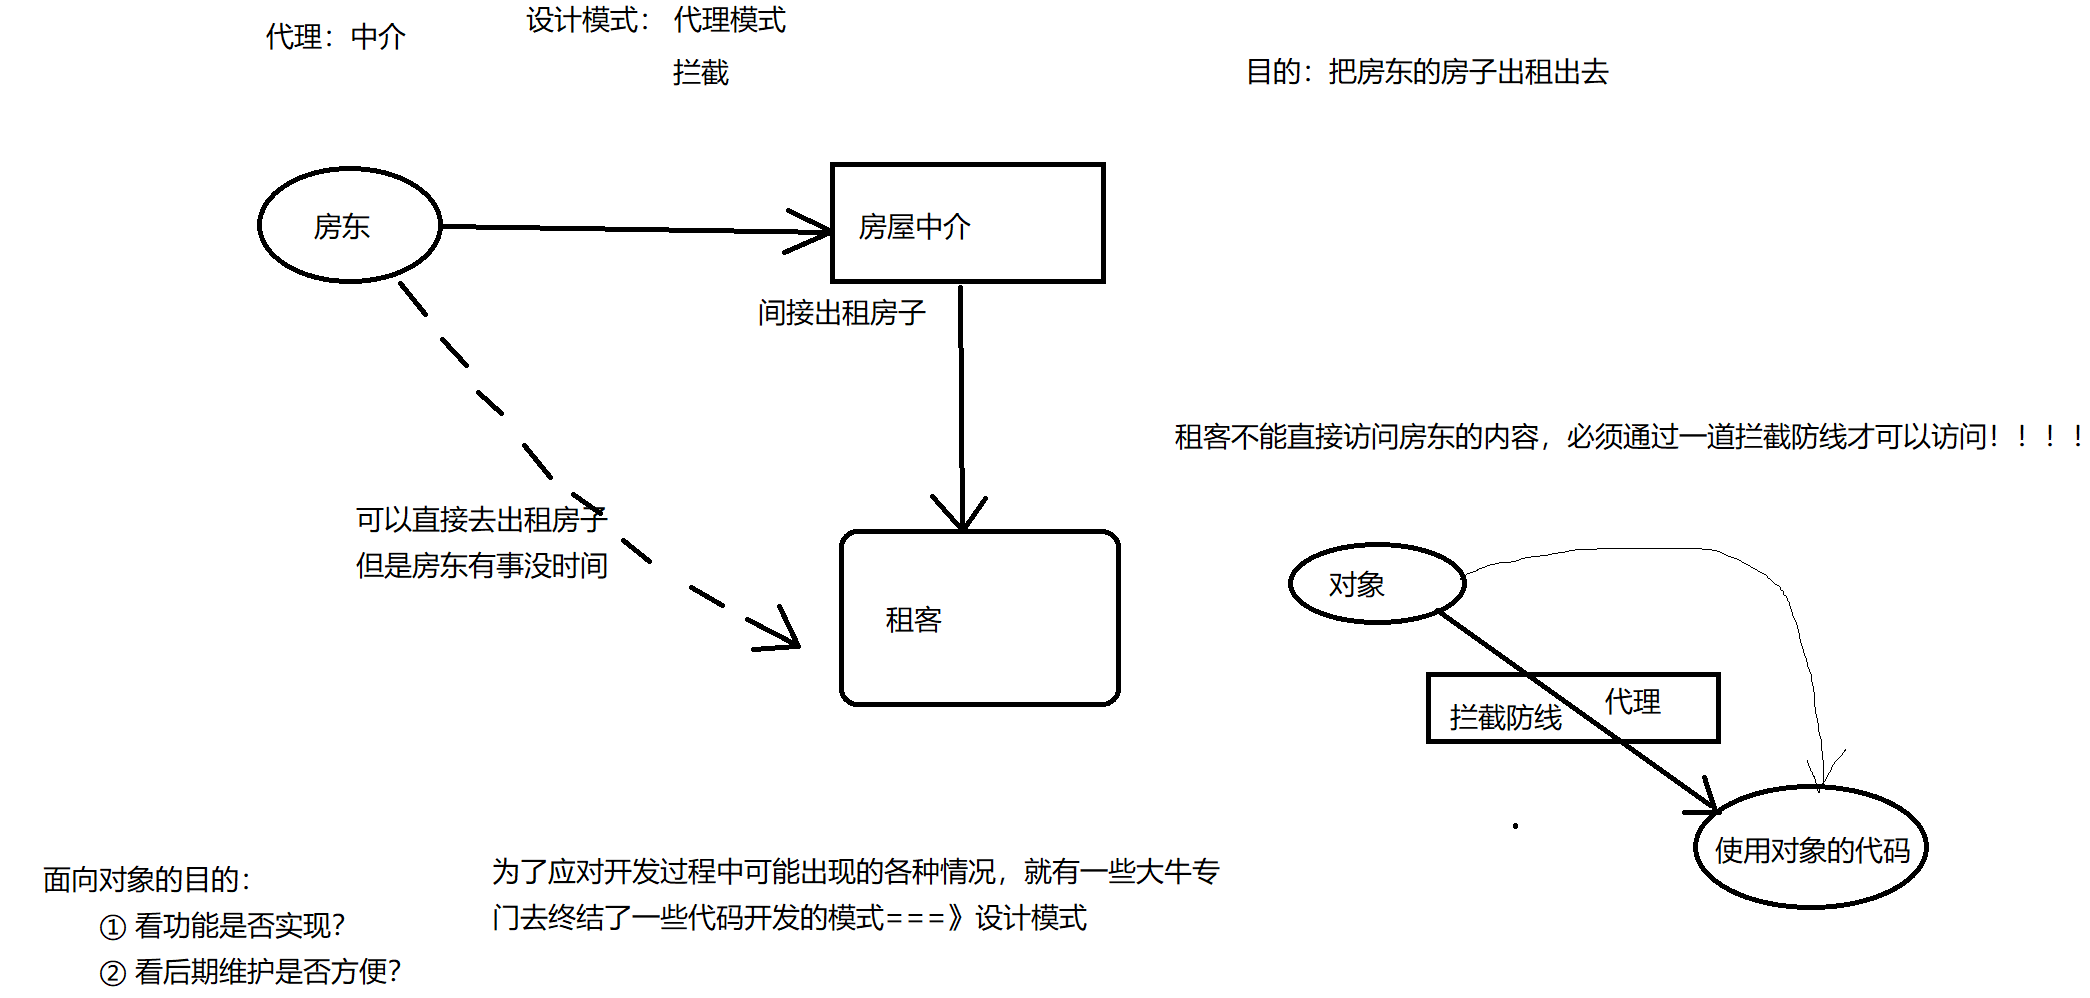 代理：中介
设计模式： 代理模式
拦截
目的：把房东的房子出租出去
房东
房屋中介
间接出租房子
可以直接去出租房子
但是房东有事没时间
租客
租客不能直接访问房东的内容，必须通过一道拦截防线才可以访问！！！！
对象
拦截防线
代理
使用对象的代码
面向对象的目的：
① 看功能是否实现？
② 看后期维护是否方便？
为了应对开发过程中可能出现的各种情况，就有一些大牛专
门去终结了一些代码开发的模式===》设计模式